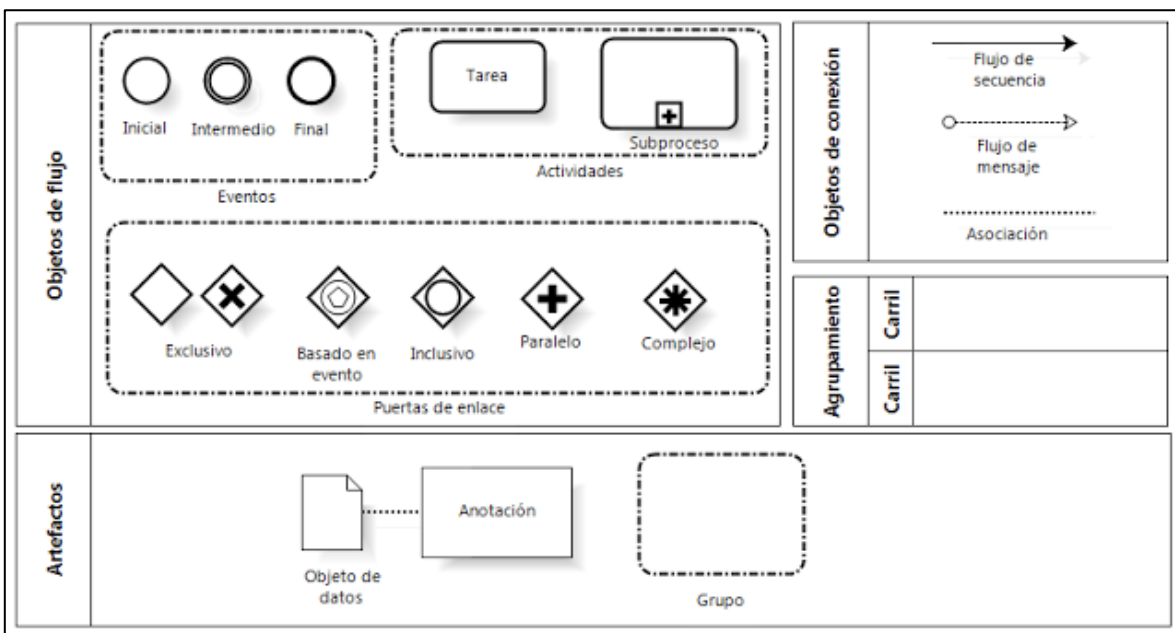 Objetos de flujo
Inicial
Intermedio
Final
Eventos
Tarea
Subproceso
Actividades
Exclusivo
Basado en
evento
Inclusivo
Paralelo
Complejo
Puertas de enlace
Objetos de conexión
Flujo de
secuencia
Flujo de
mensaje
Asociación
Agrupamiento
Carril
Carril
Artefactos
Objeto de
datos
Anotación
Grupo